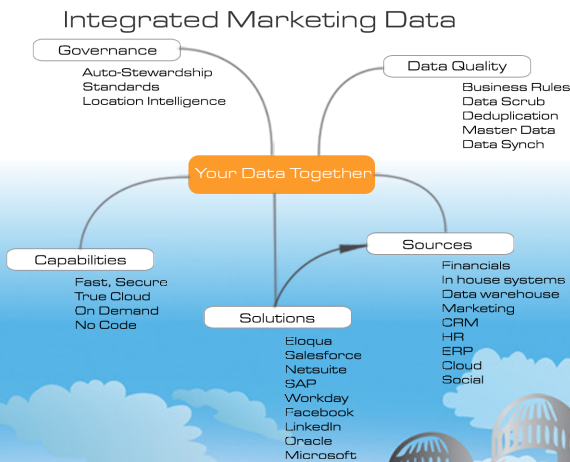 Integrated Marketing Data
Governance
Auto-Stewardship
Standards
Location Intelligence
Data Quality
Business Rules
Data Scrub
Deduplication
Master Data
Data Synch
Your Data Together
Capabilities
Fast, Secure
True Cloud
On Demand
No Code
Solutions
Eloqua
Salesforce
Netsuite
SAP
Workday
Facebook
LinkedIn
Oracle
Microsoft
Sources
Financials
In house systems
Data warehouse
Marketing
CRM
HR
ERP
Cloud
Social